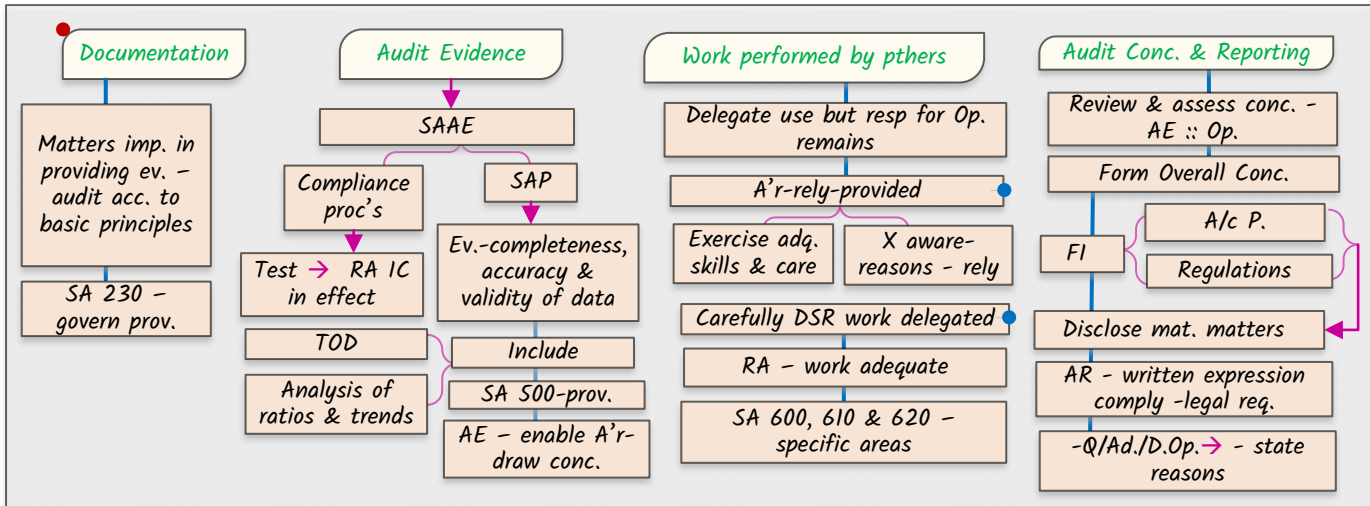 Documentation
Matters imp. in
providing ev. –
audit acc. to
basic principles
SA 230 –
govern prov.
Audit Evidence
SAAE
Compliance
proc's
SAP
Test → RA IC
in effect
Ev.-completeness,
accuracy &
validity of data
TOD
Analysis of
ratios & trends
Include
SA 500-prov.
AE – enable A'r-
draw conc.
Work performed by pthers
Delegate use but resp for Op.
remains
A'r-rely-provided
Exercise adq.
skills & care
X aware-
reasons – rely
Carefully DSR work delegated
RA – work adequate
SA 600, 610 & 620 –
specific areas
Audit Conc. & Reporting
Review & assess conc. –
AE :: Op.
Form Overall Conc.
FI
A/c P.
Regulations
Disclose mat. matters
AR – written expression
comply -legal req.
-Q/Ad./D.Op.→ - state
reasons